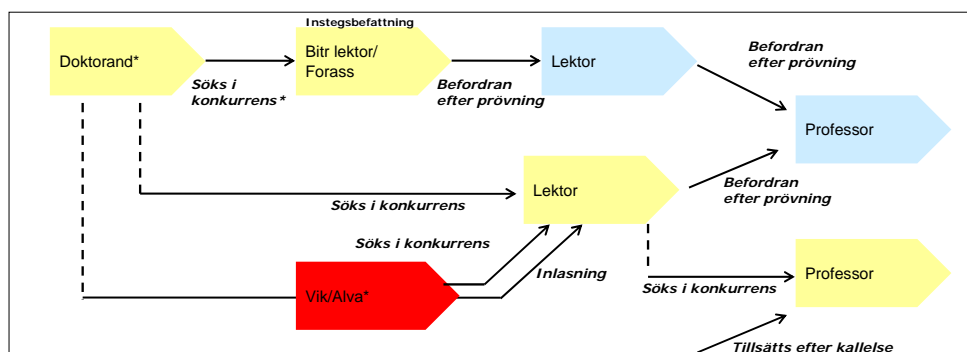 Instegsbefattning
Doktorand*
Bitr lektor/
Forass
Lektor
Befordran
efter prövning
Söks i
konkurrens*
Befordran
efter prövning
Professor
Söks i konkurrens
Lektor
Befordran
efter prövning
Söks i konkurrens
Inlasning
Professor
Söks i konkurrens
Vik/Alva*
Tillsätts efter kallelse